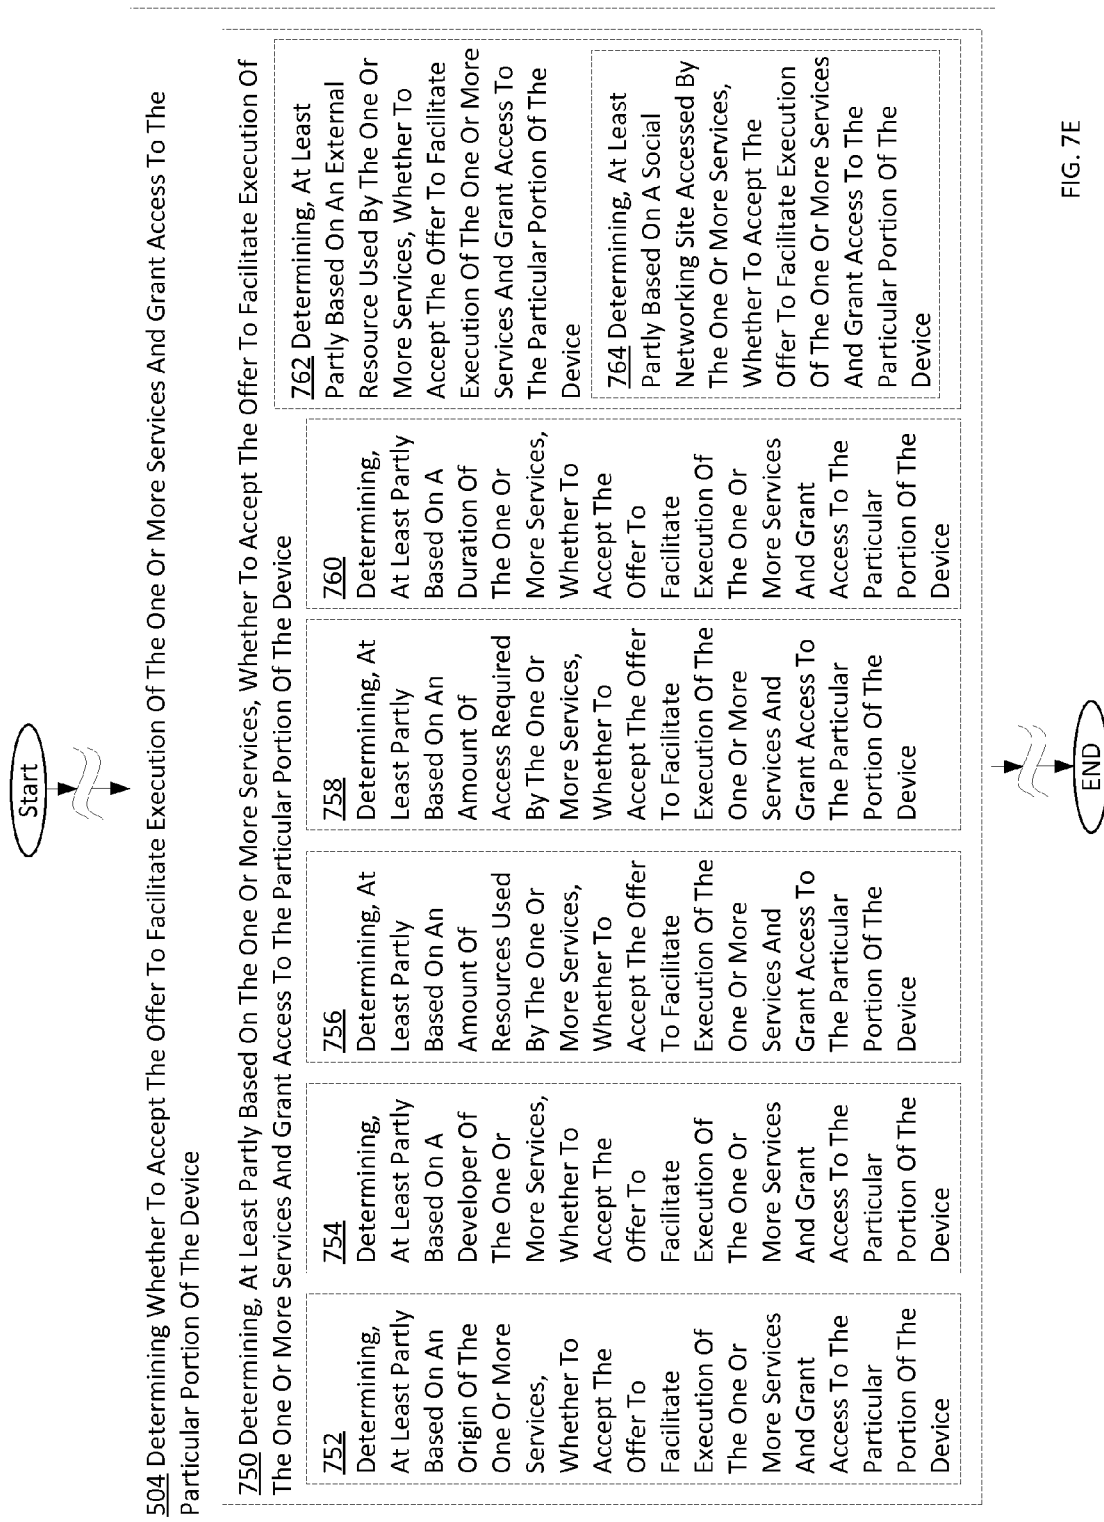 Start
504 Determining Whether To Accept The Offer To Facilitate Execution Of The One Or More Services And Grant Access To The
Particular Portion Of The Device
750 Determining, At Least Partly Based On The One Or More Services, Whether To Accept The Offer To Facilitate Execution Of
The One Or More Services And Grant Access To The Particular Portion Of The Device
752
Determining,
At Least Partly
Based On An
Origin Of The
One Or More
Services,
Whether To
Accept The
Offer To
Facilitate
Execution Of
The One Or
More Services
And Grant
Access To The
Particular
Portion Of The
Device
754
Determining,
At Least Partly
Based On A
Developer Of
The One Or
More Services,
Whether To
Accept The
Offer To
Facilitate
Execution Of
The One Or
More Services
And Grant
Access To The
Particular
Portion Of The
Device
756
Determining, At
Least Partly
Based On An
Amount Of
Resources Used
By The One Or
More Services,
Whether To
Accept The Offer
To Facilitate
Execution Of The
One Or More
Services And
Grant Access To
The Particular
Portion Of The
Device
758
Determining, At
Least Partly
Based On An
Amount Of
Access Required
By The One Or
More Services,
Whether To
Accept The Offer
To Facilitate
Execution Of The
One Or More
Services And
Grant Access To
The Particular
Portion Of The
Device
760
Determining,
At Least Partly
Based On A
Duration Of
The One Or
More Services,
Whether To
Accept The
Offer To
Facilitate
Execution Of
The One Or
More Services
And Grant
Access To The
Particular
Portion Of The
Device
762 Determining, At Least
Partly Based On An External
Resource Used By The One Or
More Services, Whether To
Accept The Offer To Facilitate
Execution Of The One Or More
Services And Grant Access To
The Particular Portion Of The
Device
764 Determining, At Least
Partly Based On A Social
Networking Site Accessed By
The One Or More Services,
Whether To Accept The
Offer To Facilitate Execution
Of The One Or More Services
And Grant Access To The
Particular Portion Of The
Device
END
FIG. 7E